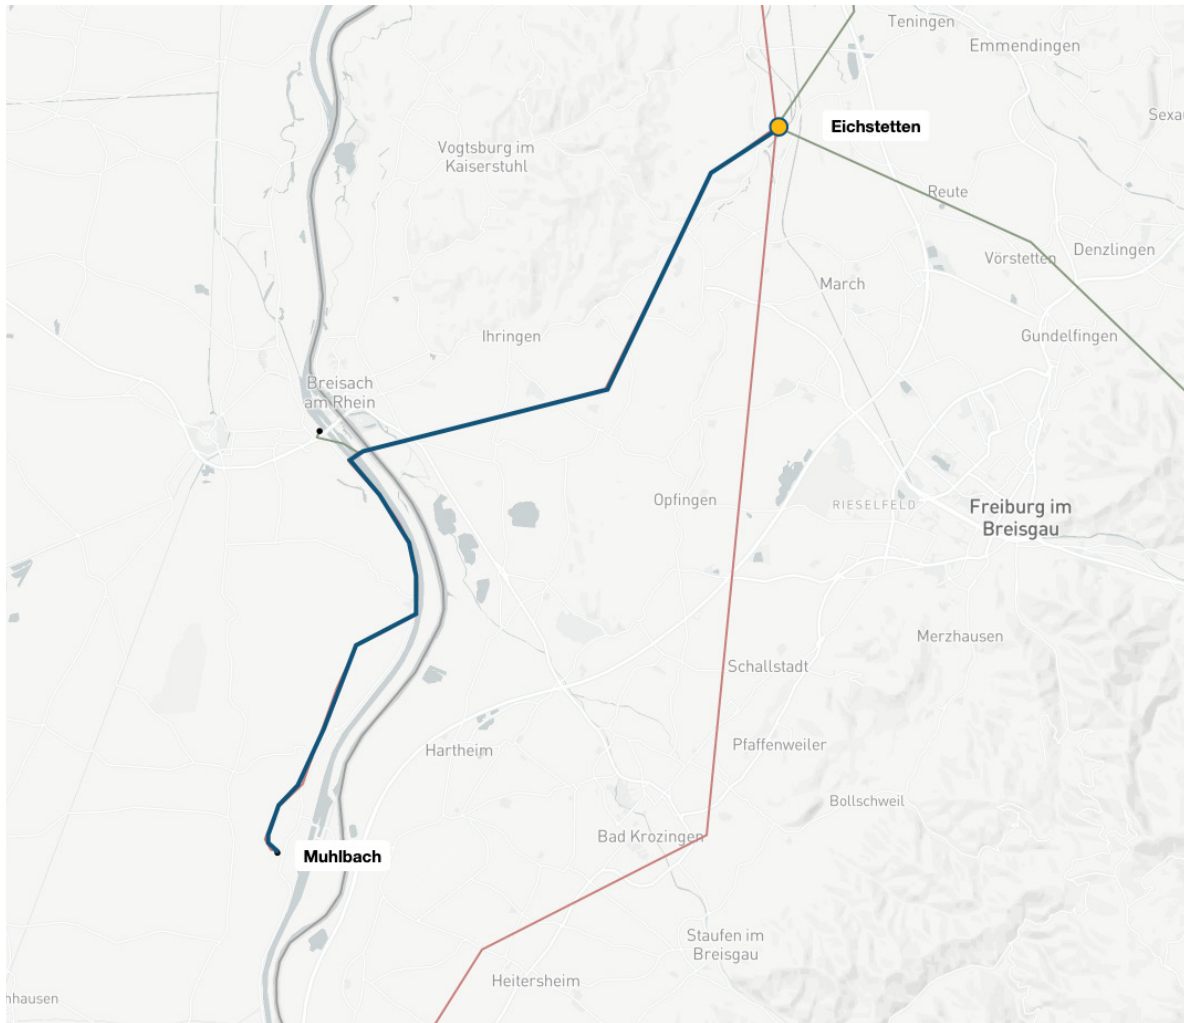 Teningen
Emmendingen
Sexau
Eichstetten
Vogtsburg im
Kaiserstuhl
Reute
Denzlingen
Vörstetten
March
Ihringen
Gundelfingen
Breisach
am Rhein
Opfingen
RIESELFELD
Freiburg im
Breisgau
Merzhausen
Schallstadt
Hartheim
Pfaffenweiler
Bollschweil
Bad Krozingen
Muhlbach
Staufen im
Breisgau
Heitersheim
hhausen